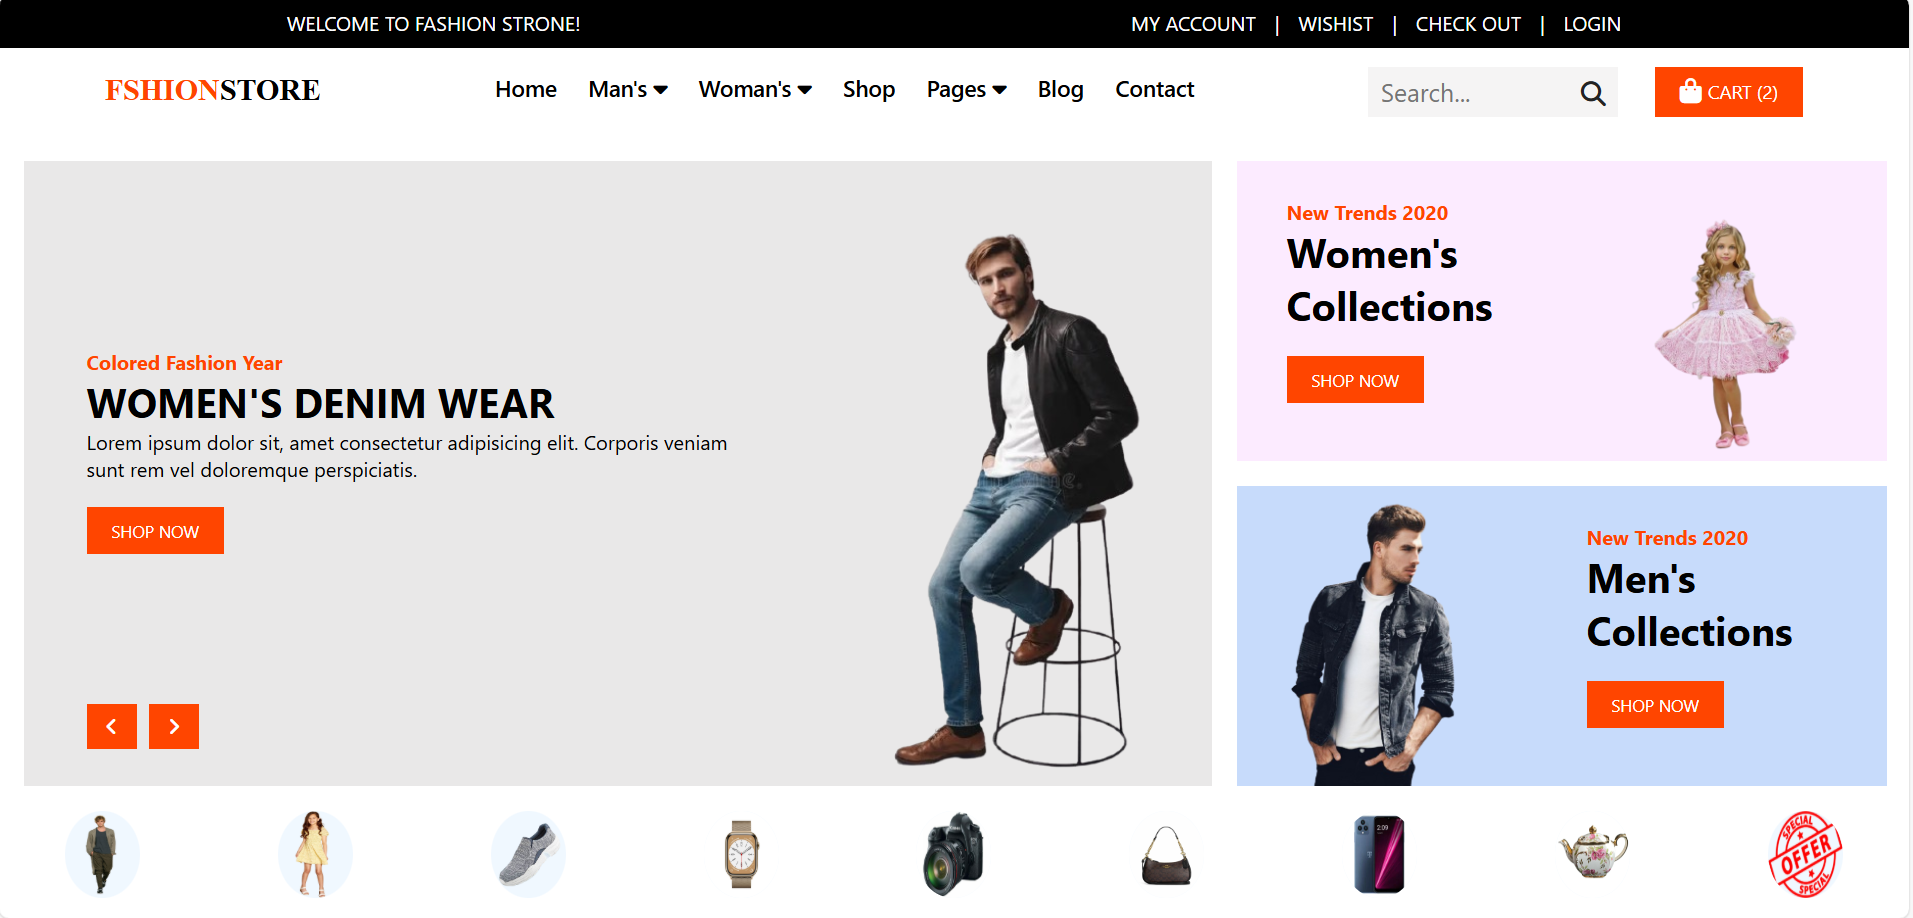 WELCOME TO FASHION STRONE!
MY ACCOUNT | WISHIST | CHECK OUT | LOGIN
FSHIONSTORE
Home Man's Woman's Shop Pages Blog Contact
Search...
CART (2)
Colored Fashion Year
WOMEN'S DENIM WEAR
Lorem ipsum dolor sit, amet consectetur adipisicing elit. Corporis veniam
sunt rem vel doloremque perspiciatis.
SHOP NOW
New Trends 2020
Women's
Collections
SHOP NOW
New Trends 2020
Men's
Collections
SHOP NOW
2:09
SPECIAL
OFFER
SPECIAL